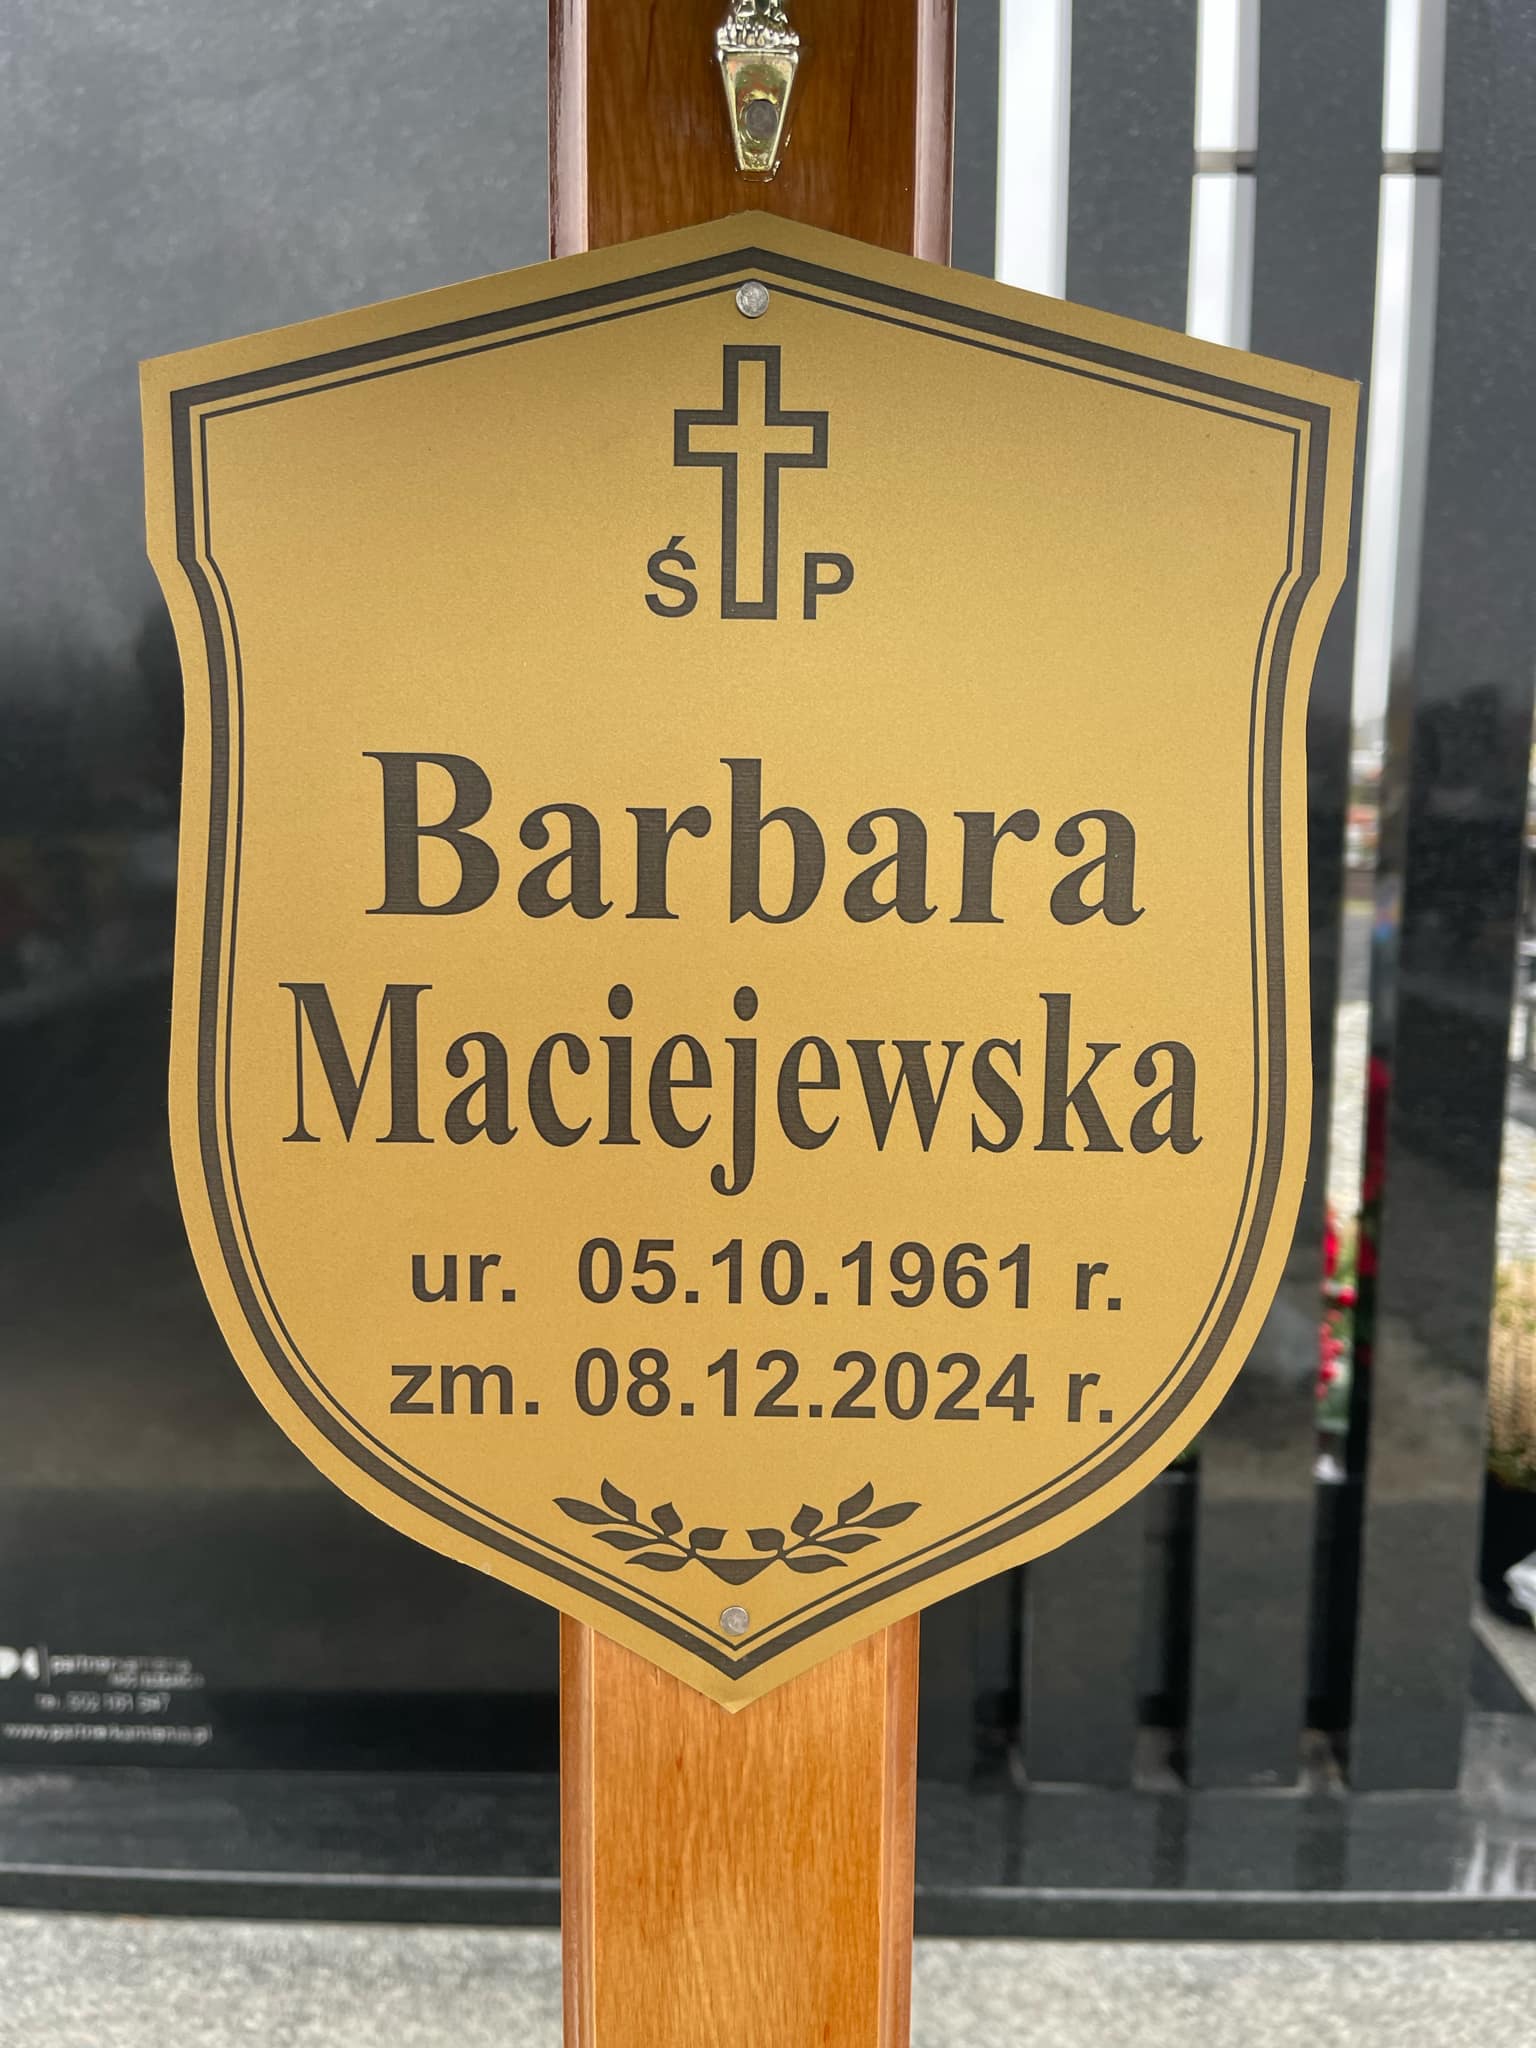 Ś P
Barbara
Maciejewska
ur. 05.10.1961 r.
zm. 08.12.2024 r.